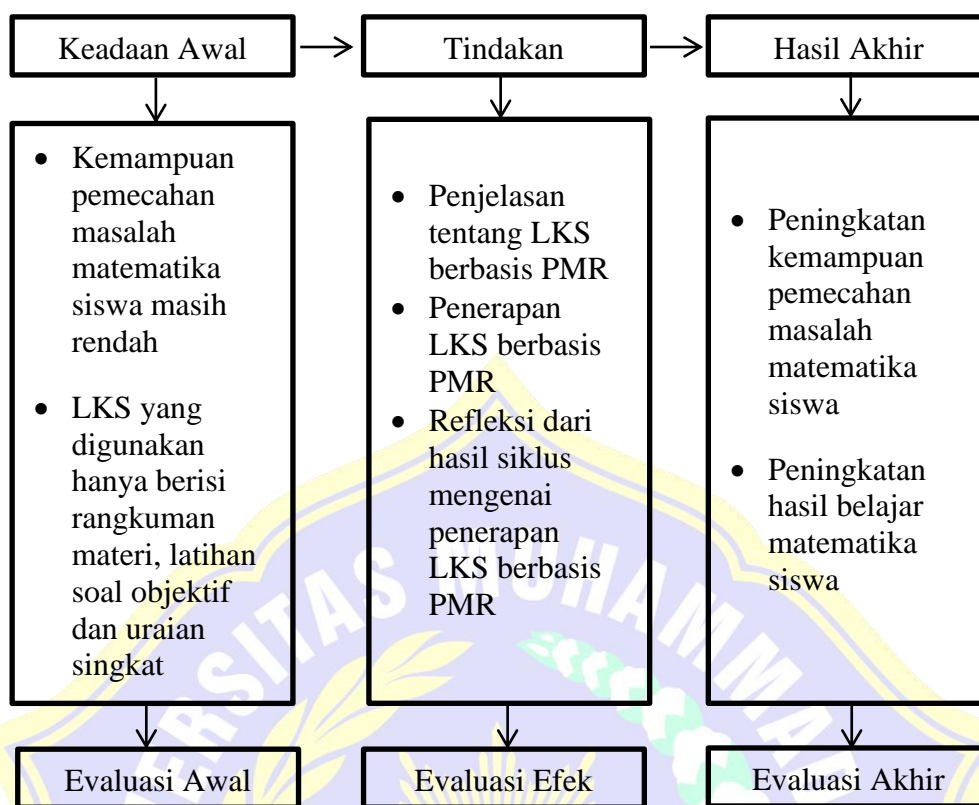 Keadaan Awal
Tindakan
Hasil Akhir
• Kemampuan
pemecahan
masalah
matematika
siswa masih
rendah
• LKS yang
digunakan
hanya berisi
rangkuman
materi, latihan
soal objektif
dan uraian
singkat
• Penjelasan
tentang LKS
berbasis PMR
• Penerapan
LKS berbasis
PMR
• Refleksi dari
hasil siklus
mengenai
penerapan
LKS berbasis
PMR
• Peningkatan
kemampuan
pemecahan
masalah
matematika
siswa
• Peningkatan
hasil belajar
matematika
siswa
Evaluasi Awal
Evaluasi Efek
Evaluasi Akhir
ERSITAS MUHAMMA